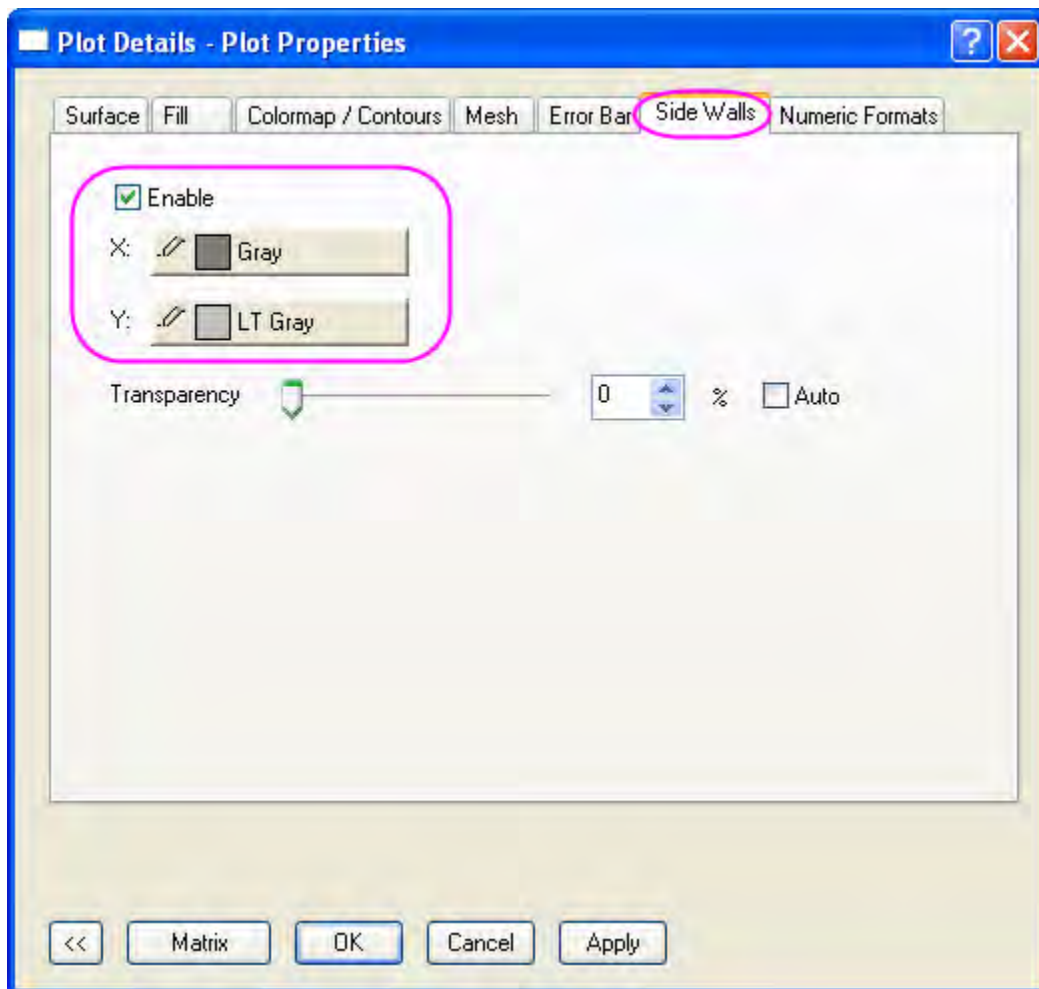 Plot Details - Plot Properties
Surface Fill Colormap / Contours Mesh Error Bar Side Walls Numeric Formats
Enable
X: Gray
Y: LT Gray
Transparency 0 % Auto
<< Matrix OK Cancel Apply